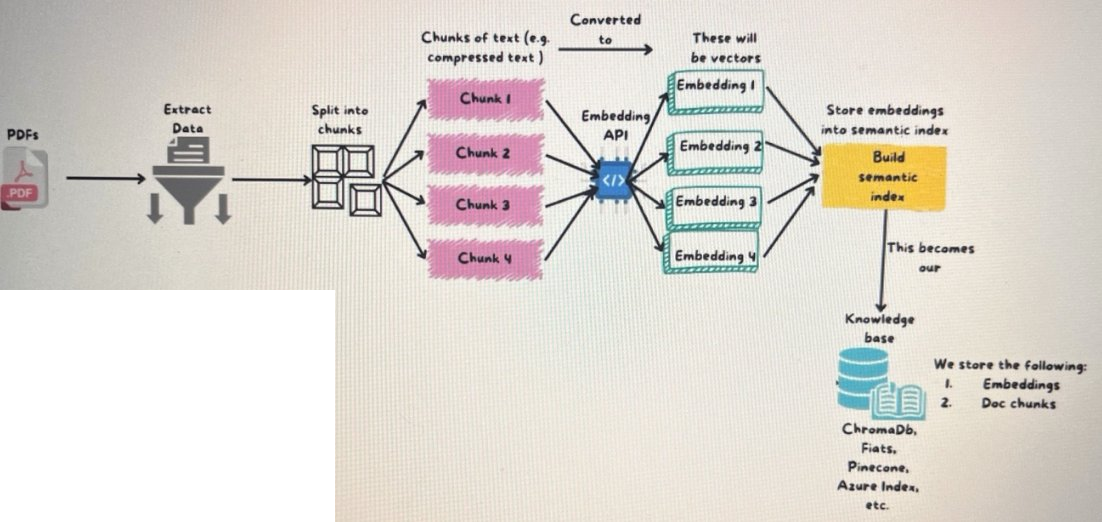 PDFs
PDF
Extract
Data
Split into
chunks
Chunks of text (e.g.
compressed text )
Converted
to
These will
be vectors
Chunk 1
Chunk 2
Chunk 3
Chunk 4
Embedding
API
</>
Embedding 1
Embedding 2
Embedding 3
Embedding 4
Store embeddings
into semantic index
Build
semantic
index
This becomes
our
Knowledge
base
We store the following:
1. Embeddings
2. Doc chunks
ChromaDb,
Fiats,
Pinecone,
Azure Index,
etc.